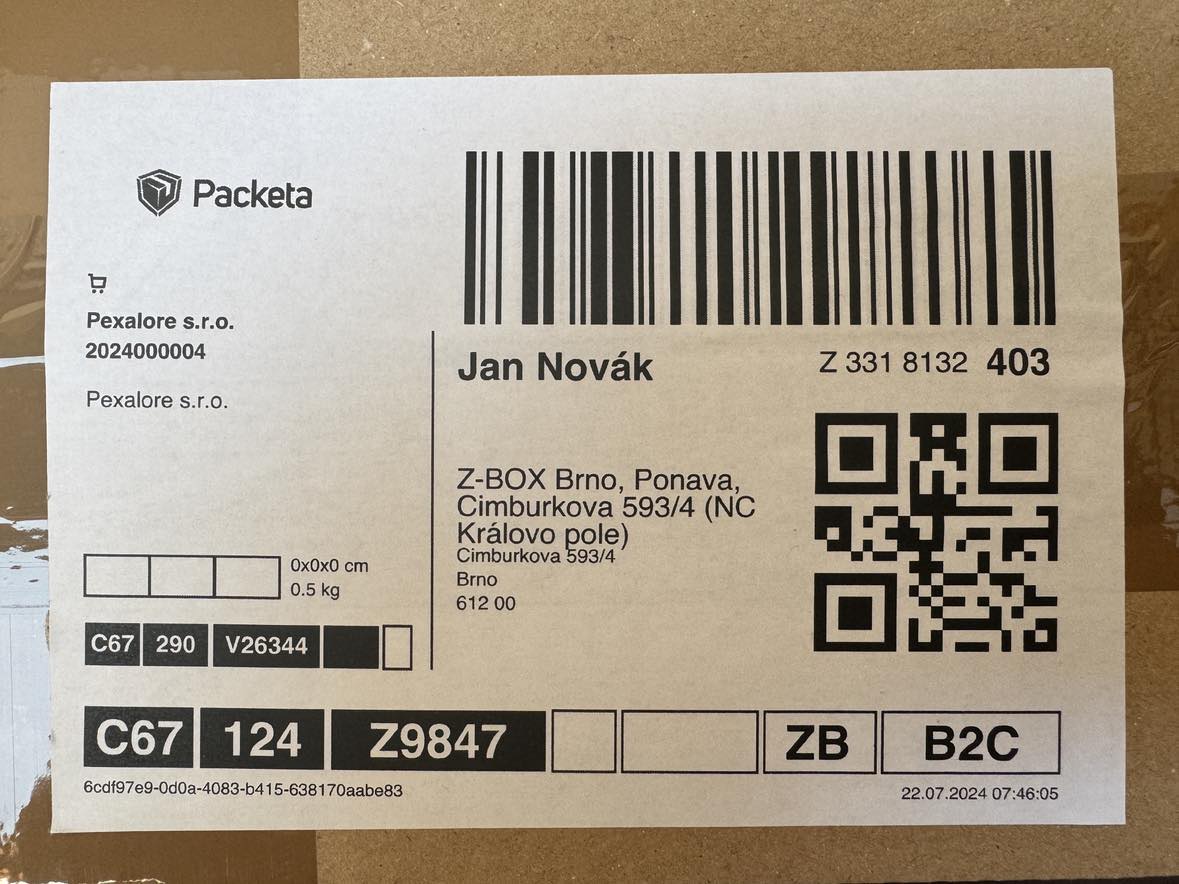 Packeta
Pexalore s.r.o.
2024000004
Pexalore s.r.o.
Jan Novák
Z 331 8132 403
Z-BOX Brno, Ponava,
Cimburkova 593/4 (NC
Královo pole)
Cimburkova 593/4
Brno
612 00
0x0x0 cm
0.5 kg
C67 290 V26344
C67 124 Z9847 ZB B2C
6cdf97e9-0d0a-4083-b415-638170aabe83
22.07.2024 07:46:05